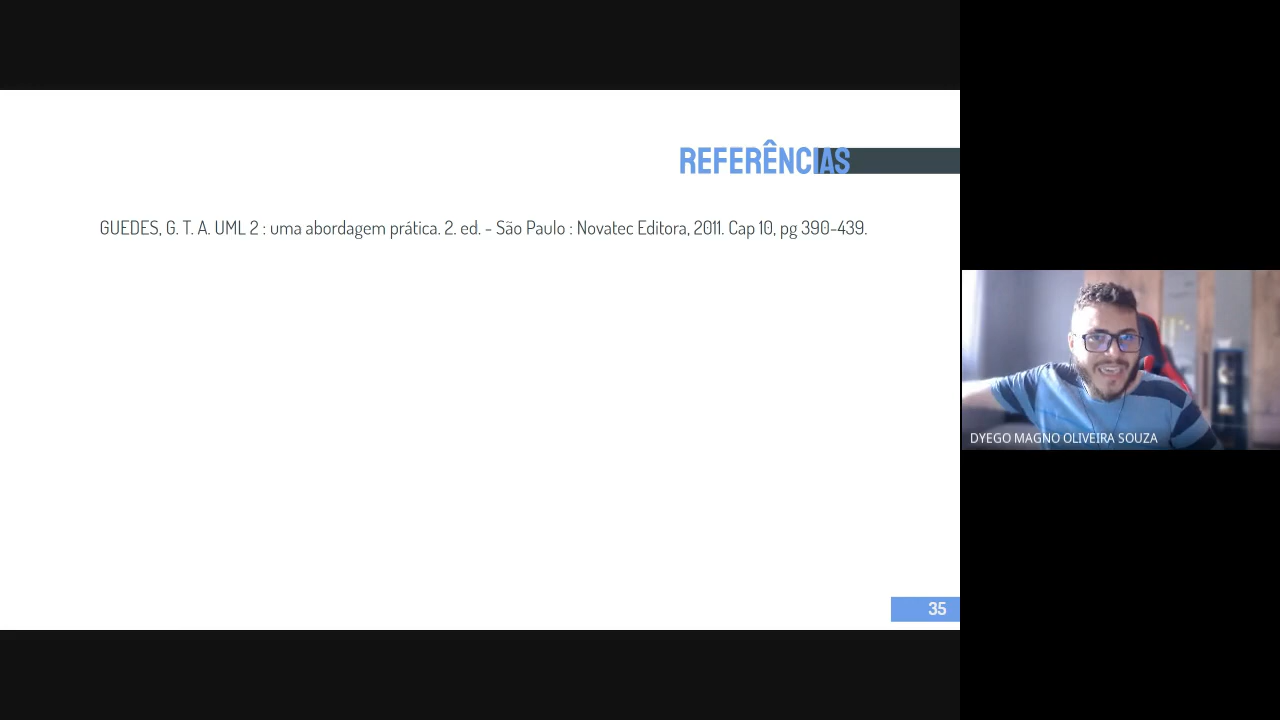 REFERÊNCIAS
GUEDES, G. T. A. UML 2 : uma abordagem prática. 2. ed. - São Paulo : Novatec Editora, 2011. Cap 10, pg 390-439.
DYEGO MAGNO OLIVEIRA SOUZA
35